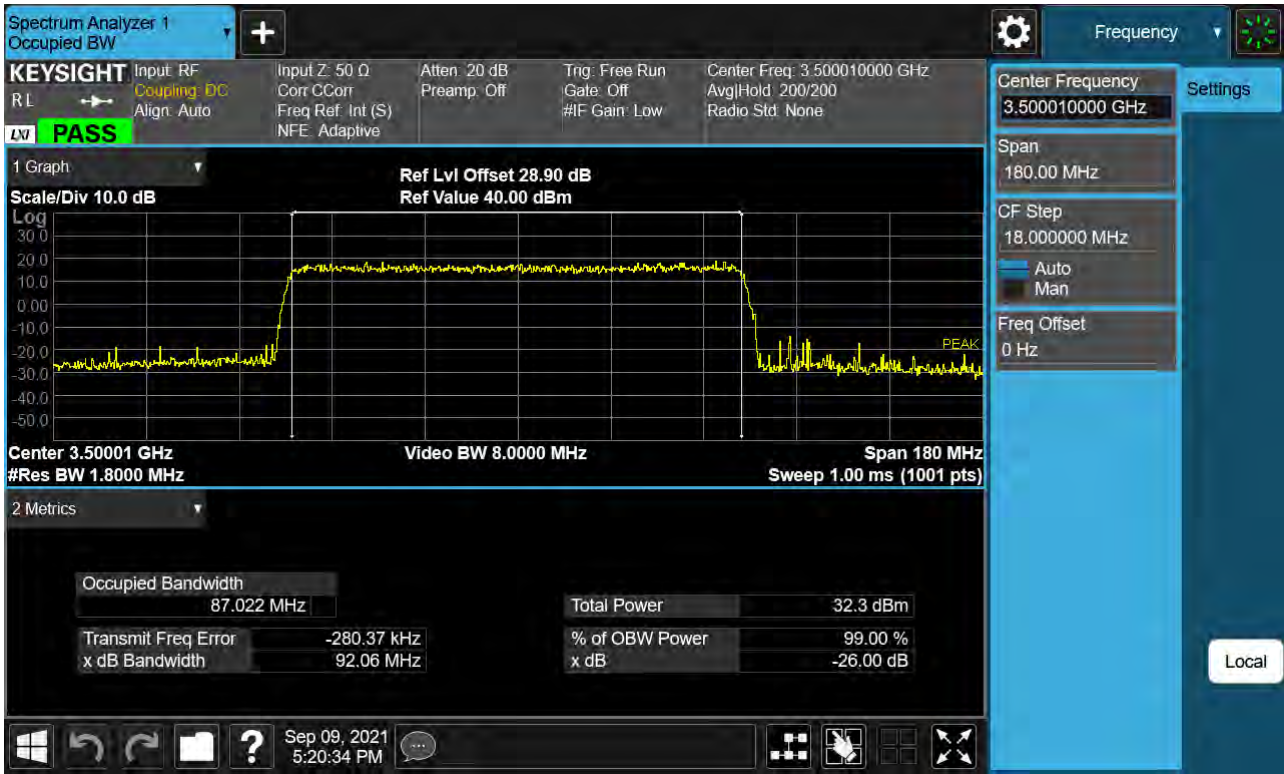 Spectrum Analyzer 1
Occupied BW
+
Frequency
KEYSIGHT
RL
LXI
PASS
Input: RF
Coupling: DC
Align: Auto
Input Z: 50 Ω
Corr CCorr
Freq Ref: Int (S)
NFE: Adaptive
Atten: 20 dB
Preamp: Off
Trig: Free Run
Gate: Off
#IF Gain: Low
Center Freq: 3.500010000 GHz
Avg|Hold: 200/200
Radio Std: None
1 Graph
Scale/Div 10.0 dB
Ref Lvl Offset 28.90 dB
Ref Value 40.00 dBm
Log
30.0
20.0
10.0
0.00
-10.0
-20.0
-30.0
-40.0
-50.0
PEAK
Center 3.50001 GHz
#Res BW 1.8000 MHz
Video BW 8.0000 MHz
Span 180 MHz
Sweep 1.00 ms (1001 pts)
2 Metrics
Occupied Bandwidth
87.022 MHz
Transmit Freq Error -280.37 kHz
x dB Bandwidth 92.06 MHz
Total Power 32.3 dBm
% of OBW Power 99.00 %
x dB -26.00 dB
Center Frequency
3.500010000 GHz
Span
180.00 MHz
CF Step
18.000000 MHz
Auto
Man
Freq Offset
0 Hz
Settings
Local
?
Sep 09, 2021
5:20:34 PM